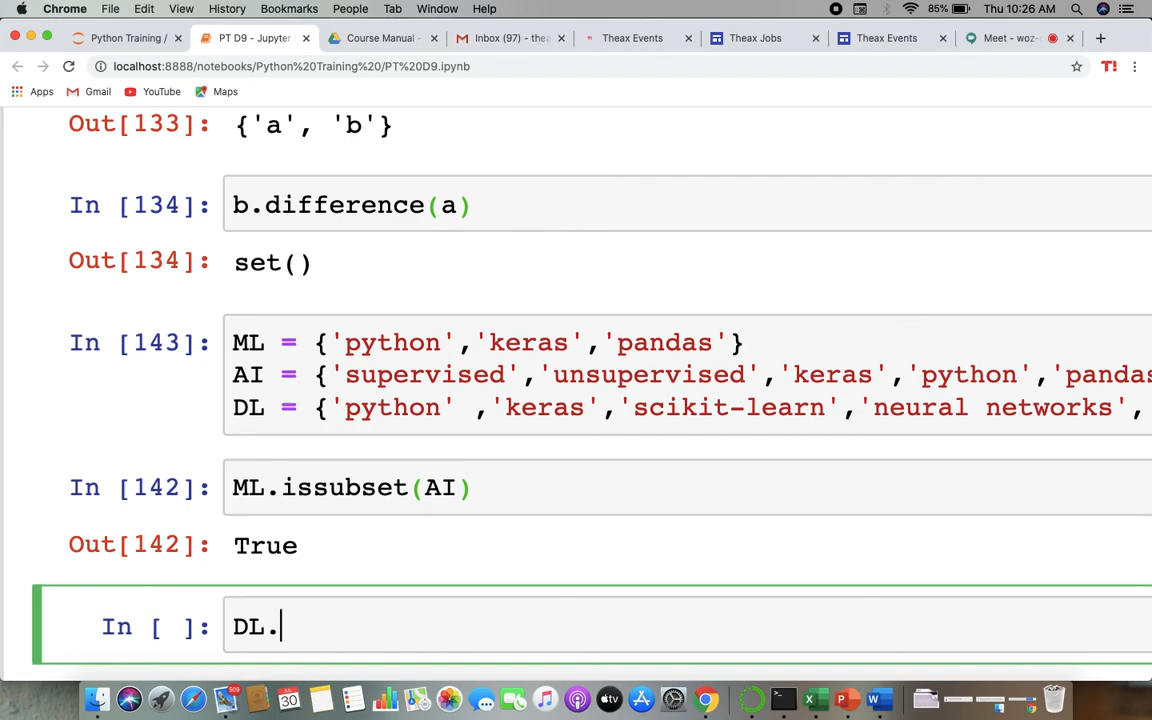 Chrome File Edit View History Bookmarks People Tab Window Help 85% Thu 10:26 AM
Python Training / PT D9 - Jupyter Course Manual - Inbox (97) - thea Theax Events Theax Jobs Theax Events Meet - woz-
localhost:8888/notebooks/Python%20Training%20/PT%20D9.ipynb T!
Apps Gmail YouTube Maps
Out[133]: {'a', 'b'}
In [134]: b.difference(a)
Out[134]: set()
In [143]: ML = {'python','keras','pandas'}
AI = {'supervised','unsupervised','keras','python','pandas
DL = {'python' ,'keras','scikit-learn','neural networks',
In [142]: ML.issubset(AI)
Out[142]: True
In [ ]: DL.
509 30 tv X P W